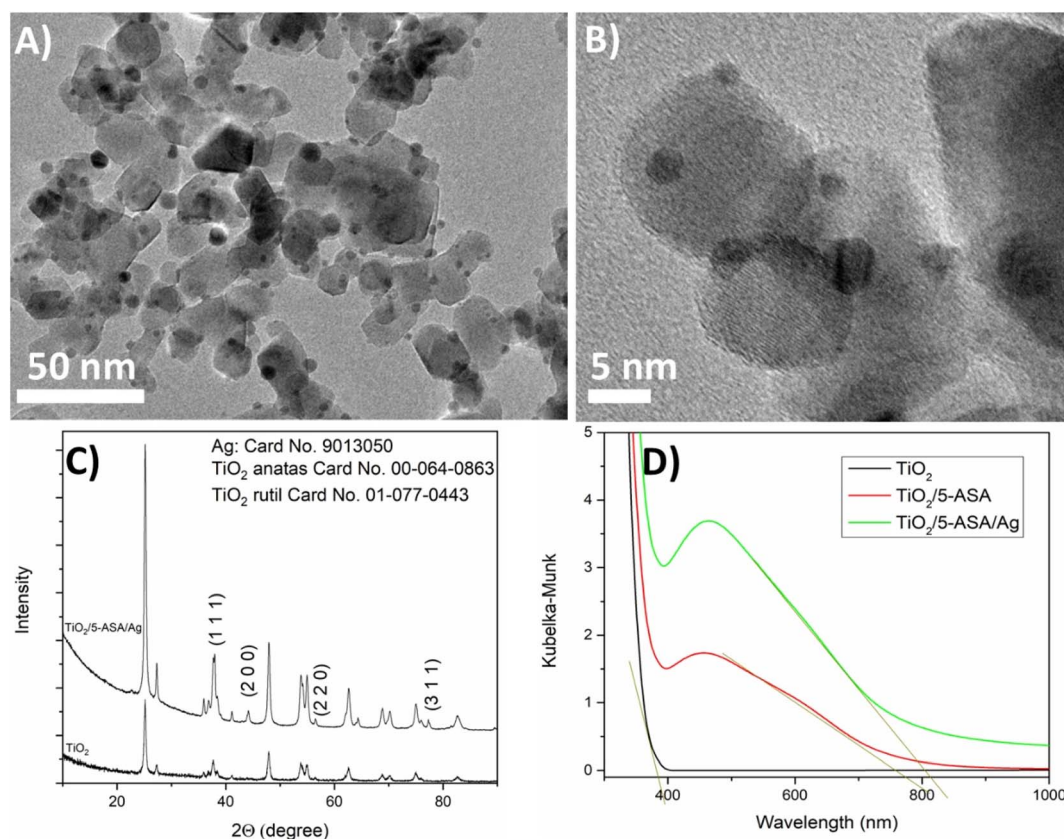 A)
50 nm
B)
5 nm
C)
Ag: Card No. 9013050
TiO₂ anatas Card No. 00-064-0863
TiO₂ rutil Card No. 01-077-0443
Intensity
TiO₂/5-ASA/Ag
(1 1 1)
(2 0 0)
(2 2 0)
(3 1 1)
TiO₂
20 40 60 80
2Θ (degree)
D)
TiO₂
TiO₂/5-ASA
TiO₂/5-ASA/Ag
Kubelka-Munk
5
4
3
2
1
0
400 600 800 1000
Wavelength (nm)